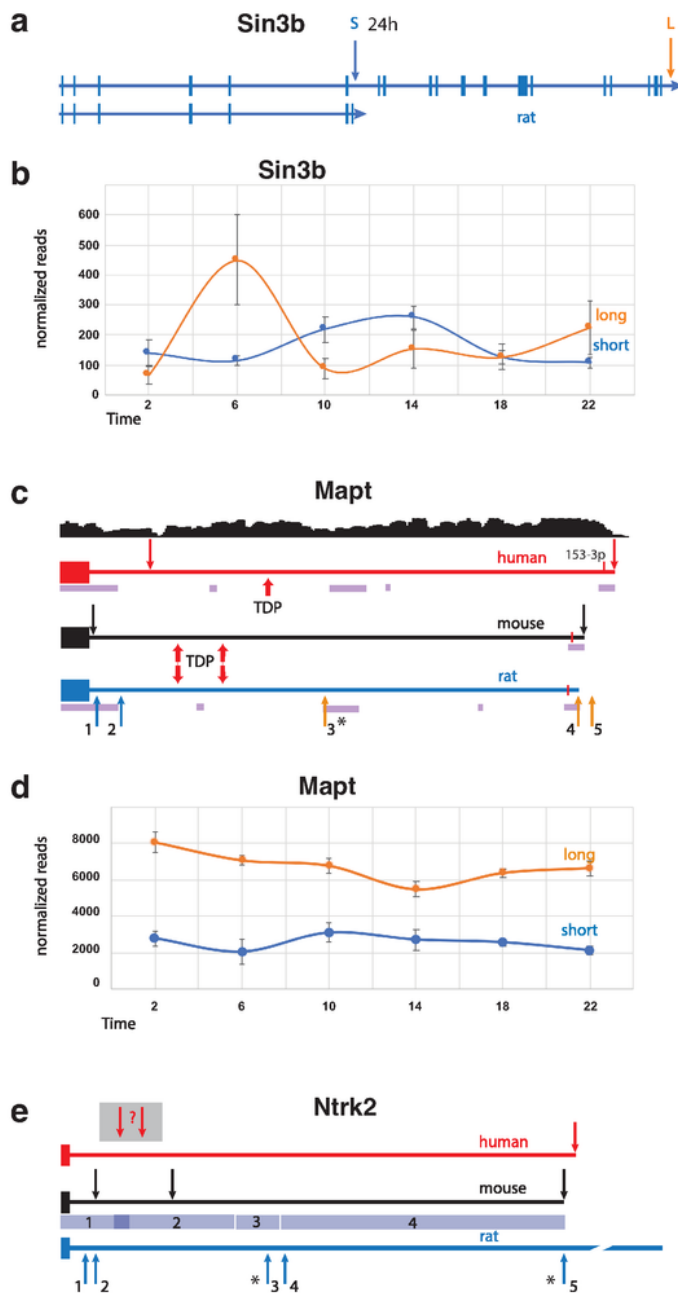 a
Sin3b
S 24h L
rat
b
Sin3b
normalized reads
600
500
400
300
200
100
0
long
short
2 6 10 14 18 22
Time
c
Mapt
human
153-3p
TDP
mouse
TDP
rat
1 2 3 * 4 5
d
Mapt
normalized reads
8000
6000
4000
2000
0
long
short
2 6 10 14 18 22
Time
e
Ntrk2
?
human
mouse
1 2 3 4
rat
1 2 * 3 4 * 5